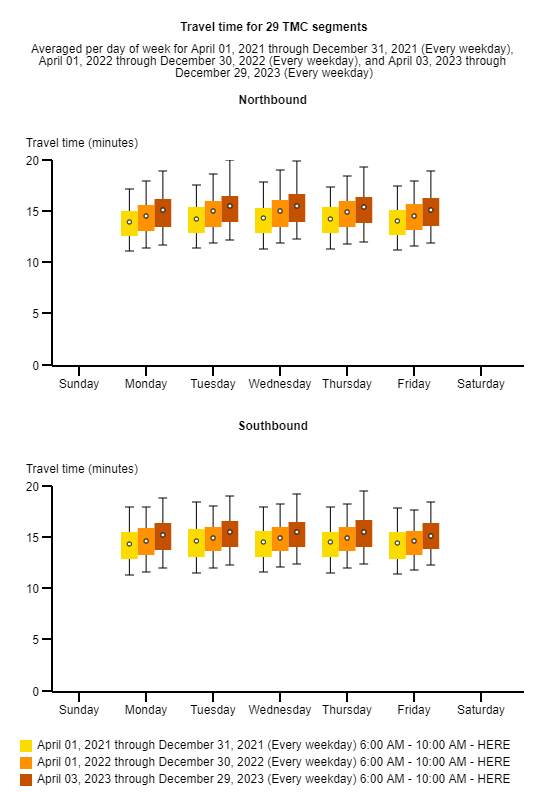 Travel time for 29 TMC segments
Averaged per day of week for April 01, 2021 through December 31, 2021 (Every weekday),
April 01, 2022 through December 30, 2022 (Every weekday), and April 03, 2023 through
December 29, 2023 (Every weekday)
Northbound
Travel time (minutes)
20
15
10
5
0
Sunday Monday Tuesday Wednesday Thursday Friday Saturday
Southbound
Travel time (minutes)
20
15
10
5
0
Sunday Monday Tuesday Wednesday Thursday Friday Saturday
April 01, 2021 through December 31, 2021 (Every weekday) 6:00 AM - 10:00 AM - HERE
April 01, 2022 through December 30, 2022 (Every weekday) 6:00 AM - 10:00 AM - HERE
April 03, 2023 through December 29, 2023 (Every weekday) 6:00 AM - 10:00 AM - HERE